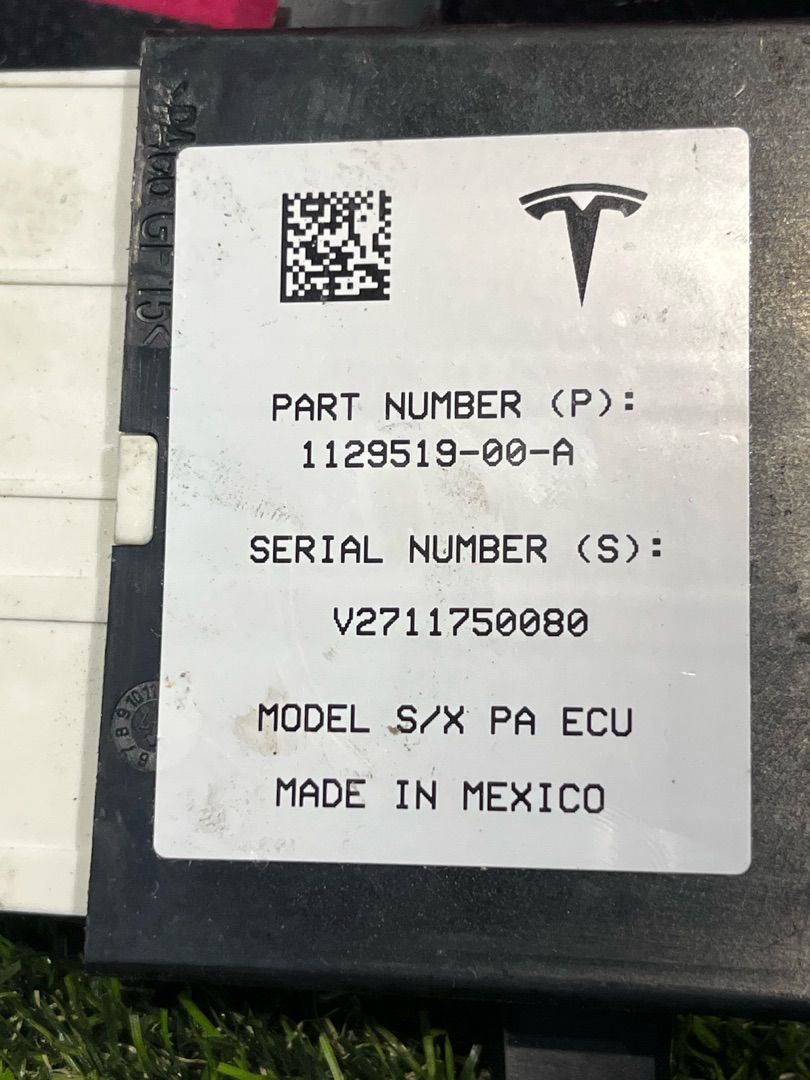 PART NUMBER (P):
1129519-00-A
SERIAL NUMBER (S):
V2711750080
MODEL S/X PA ECU
MADE IN MEXICO